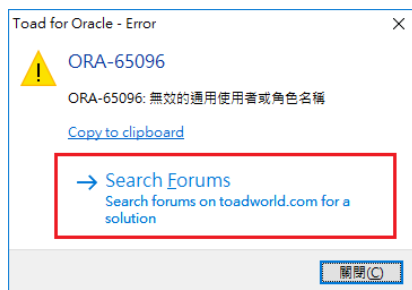 Toad for Oracle - Error
ORA-65096
ORA-65096: 無效的通用使用者或角色名稱
Copy to clipboard
Search Forums
Search forums on toadworld.com for a
solution
關閉(C)